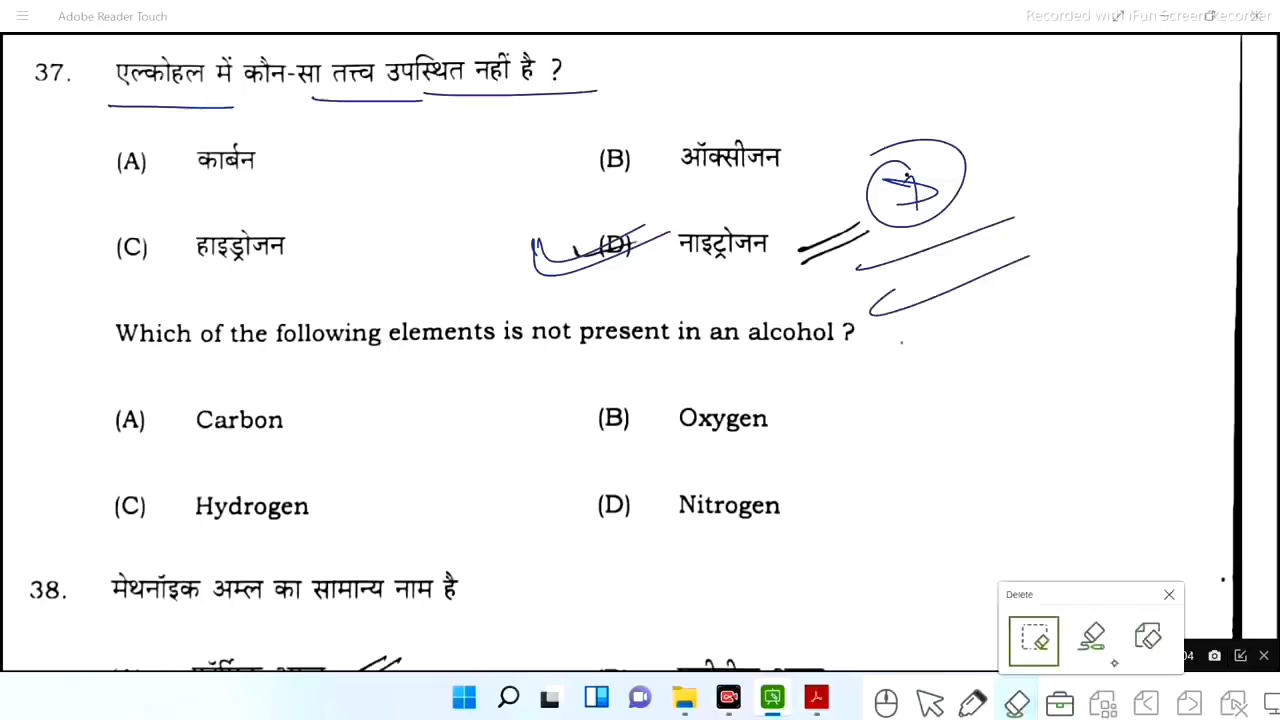 Adobe Reader Touch
Recorded with iFun Screen Recorder
37. एल्कोहल में कौन-सा तत्त्व उपस्थित नहीं है ?
(A) कार्बन (B) ऑक्सीजन
(C) हाइड्रोजन (D) नाइट्रोजन
Which of the following elements is not present in an alcohol ?
(A) Carbon (B) Oxygen
(C) Hydrogen (D) Nitrogen
38. मेथनॉइक अम्ल का सामान्य नाम है
Delete
04